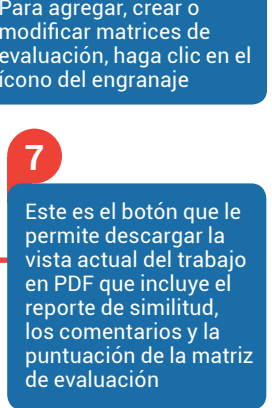 Para agregar, crear o
modificar matrices de
evaluación, haga clic en el
ícono del engranaje
7
Este es el botón que le
permite descargar la
vista actual del trabajo
en PDF que incluye el
reporte de similitud,
los comentarios y la
puntuación de la matriz
de evaluación